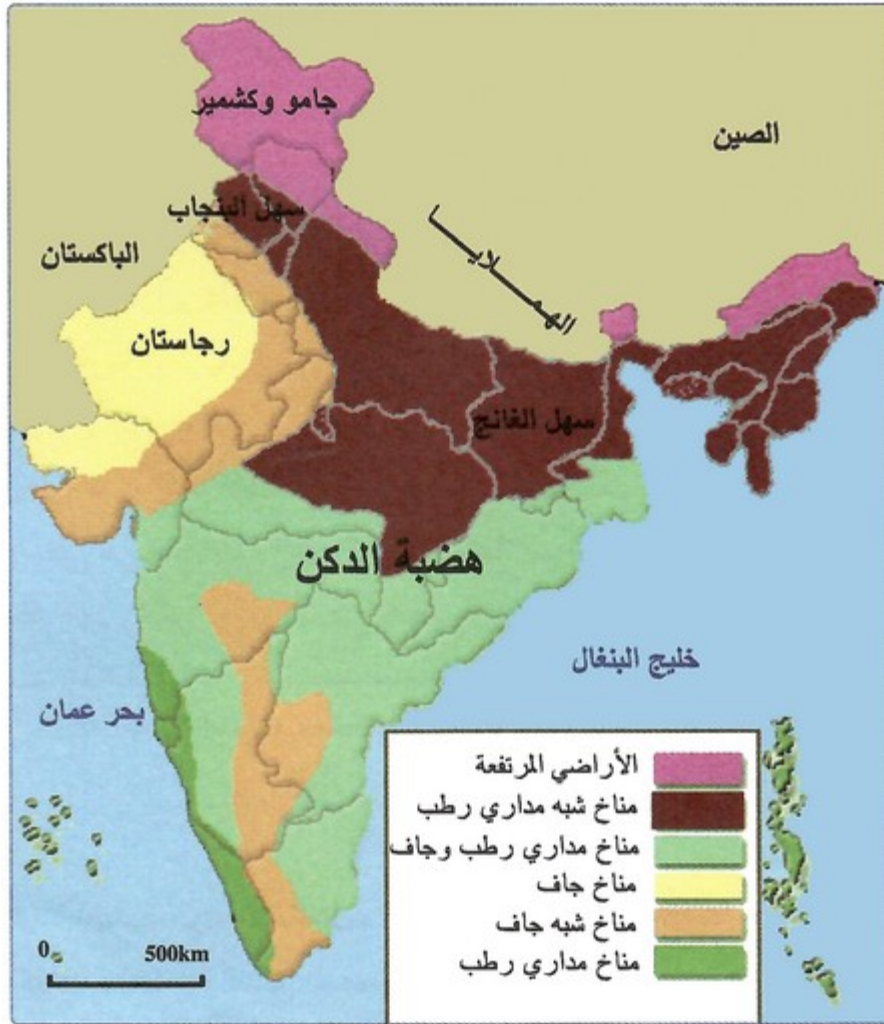 جامو وكشمير
الصين
سهل البنجاب
الباكستان
الهمـــلايـــا
رجاستان
سهل الغانج
هضبة الدكن
خليج البنغال
بحر عمان
الأراضي المرتفعة
مناخ شبه مداري رطب
مناخ مداري رطب وجاف
مناخ جاف
مناخ شبه جاف
مناخ مداري رطب
0 500km